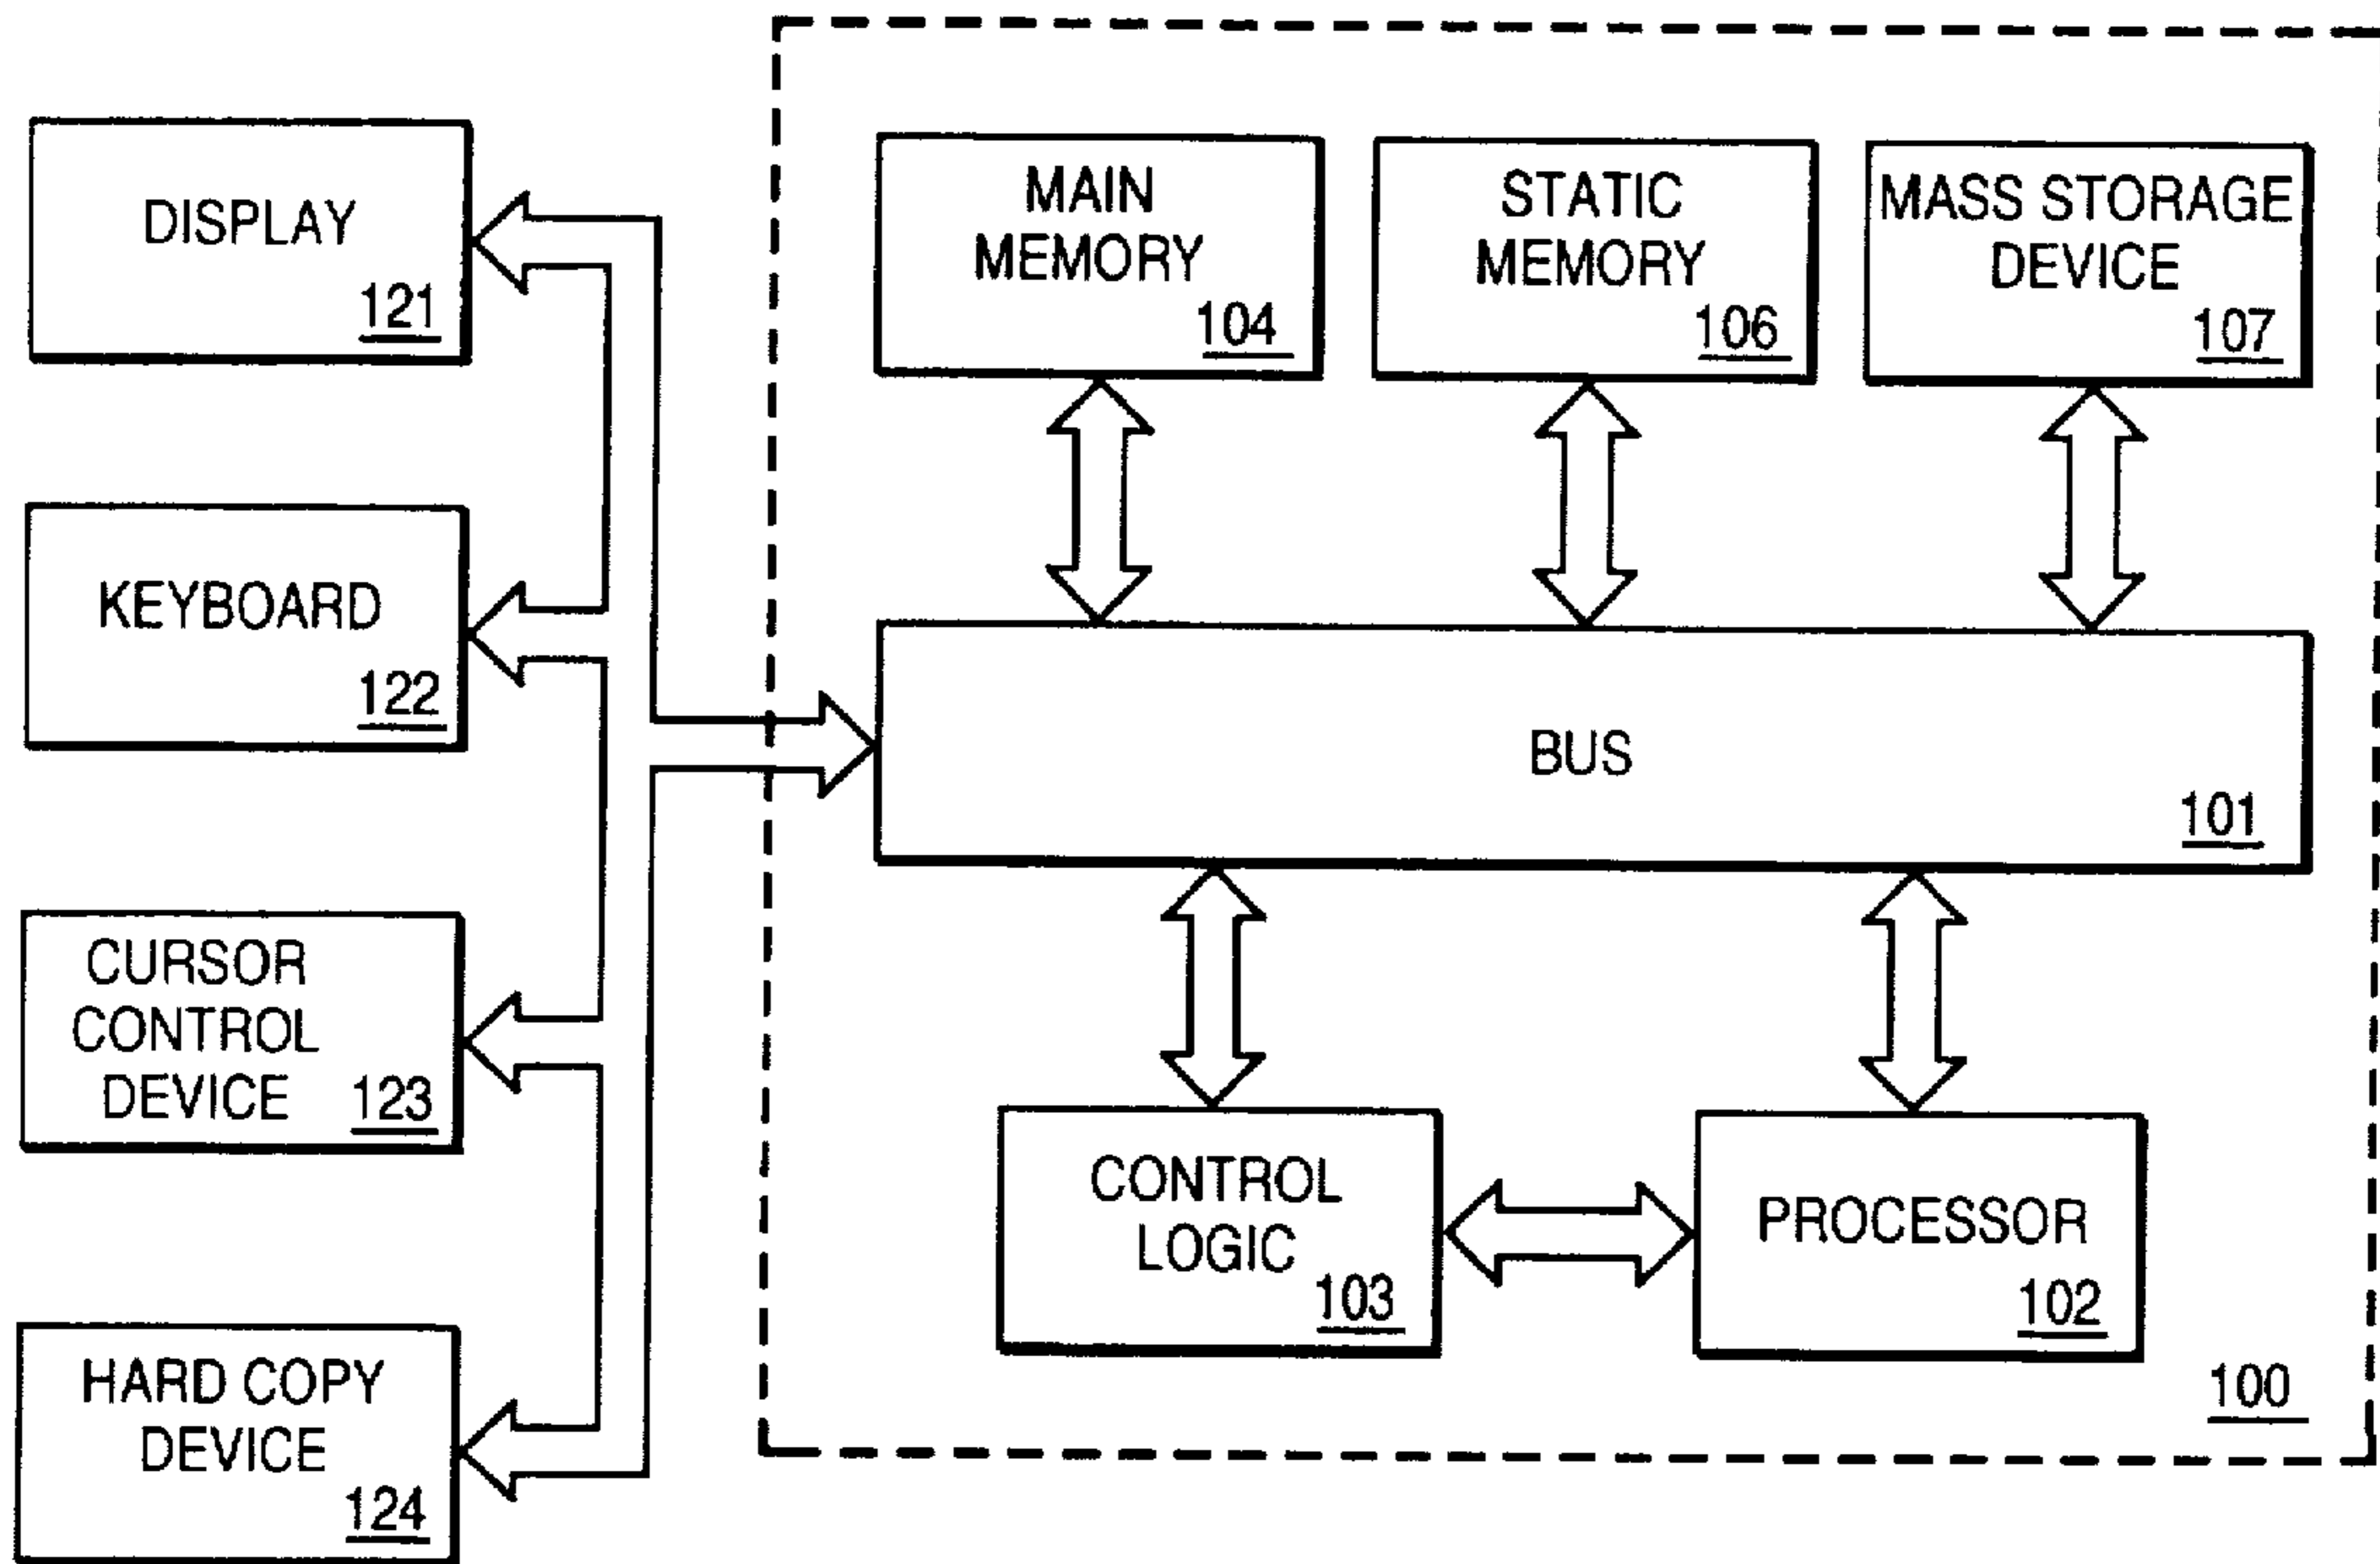 DISPLAY
121
KEYBOARD
122
CURSOR
CONTROL
DEVICE
123
HARD COPY
DEVICE
124
MAIN
MEMORY
104
STATIC
MEMORY
106
MASS STORAGE
DEVICE
107
BUS
101
CONTROL
LOGIC
103
PROCESSOR
102
100